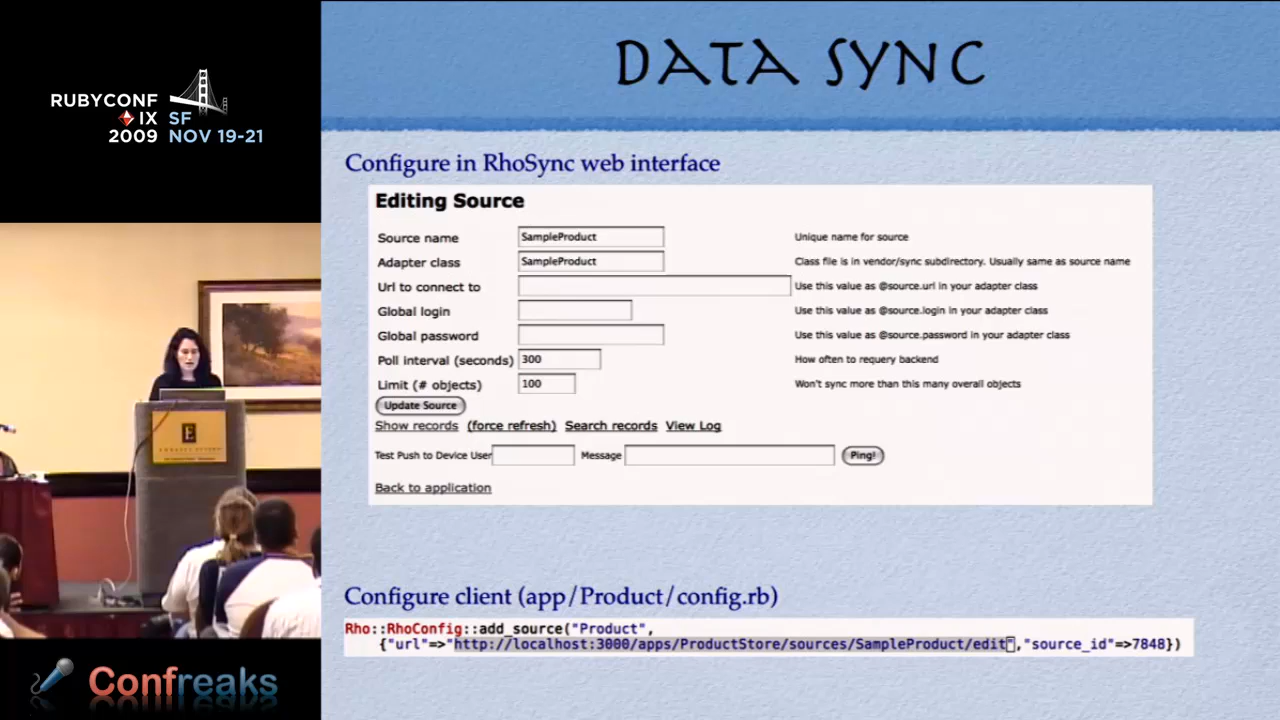 RUBYCONF
IX SF
2009 NOV 19-21
DATA SYNC
Configure in RhoSync web interface
Editing Source
Source name SampleProduct Unique name for source
Adapter class SampleProduct Class file is in vendor/sync subdirectory. Usually same as source name
Url to connect to Use this value as @source.url in your adapter class
Global login Use this value as @source.login in your adapter class
Global password Use this value as @source.password in your adapter class
Poll interval (seconds) 300 How often to requery backend
Limit (# objects) 100 Won't sync more than this many overall objects
Update Source
Show records (force refresh) Search records View Log
Test Push to Device User Message Ping!
Back to application
Configure client (app/Product/config.rb)
Rho::RhoConfig::add_source("Product",
{"url"=>"http://localhost:3000/apps/ProductStore/sources/SampleProduct/edit","source_id"=>7848})
E
Confreaks